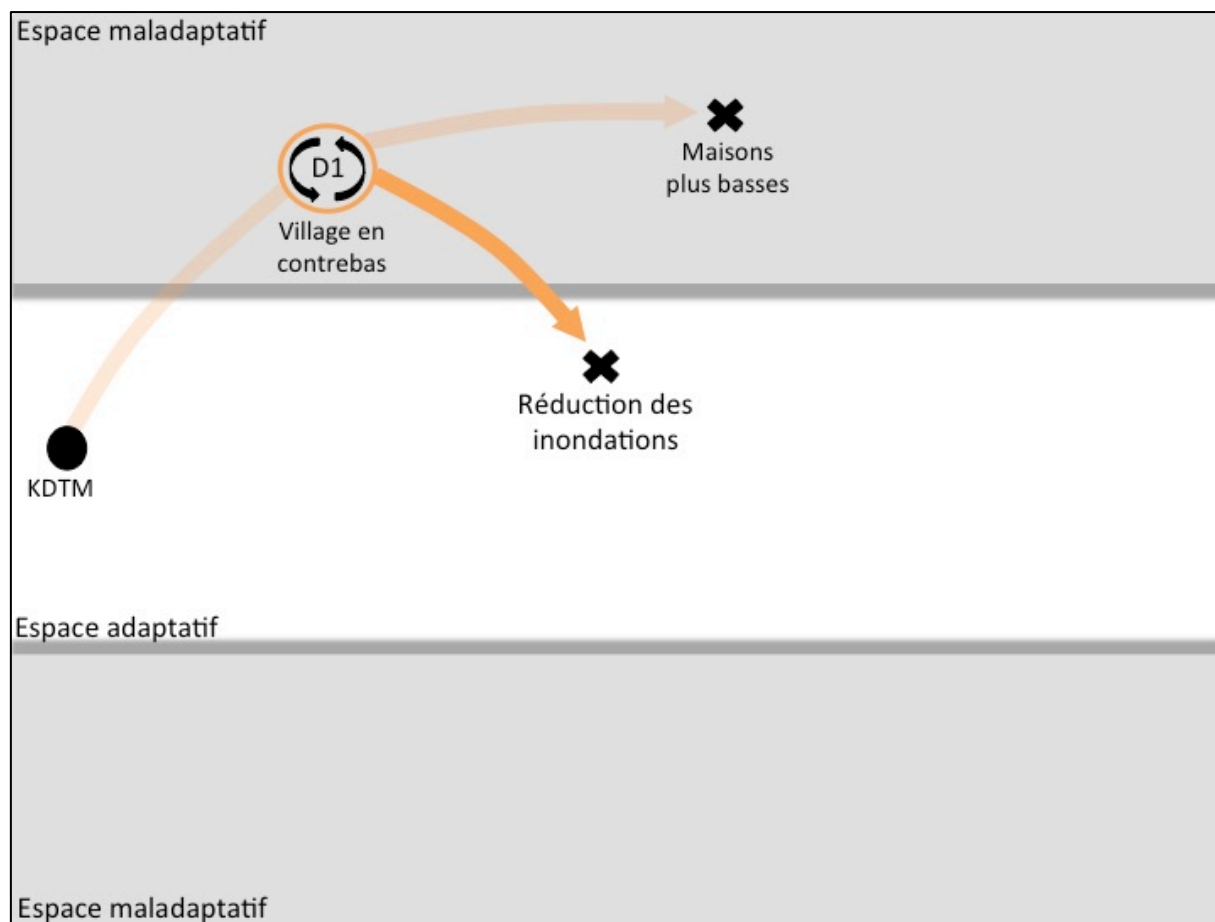 Espace maladaptatif
D1
Maisons
plus basses
Village en
contrebas
Réduction des
inondations
KDTM
Espace adaptatif
Espace maladaptatif